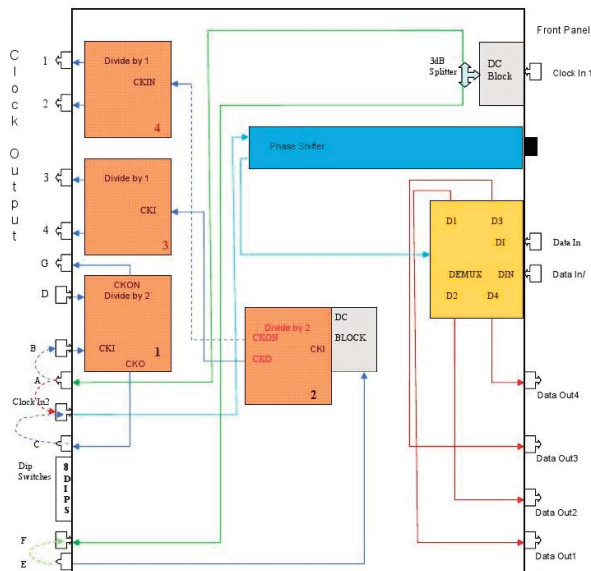 Clock Output
1
2
3
4
G
D
B
A
Clock In2
C
Dip
Switches
8 DIPS
F
E
Divide by 1
CKIN
4
Divide by 1
CKI
3
CKON
Divide by 2
CKI
1
CKO
Divide by 2
CKON
CKI
CKO
2
DC
BLOCK
3dB
Splitter
DC
Block
Phase Shifter
D1
D3
DI
DEMUX
DIN
D2
D4
Front Panel
Clock In 1
Data In
Data In/
Data Out4
Data Out3
Data Out2
Data Out1